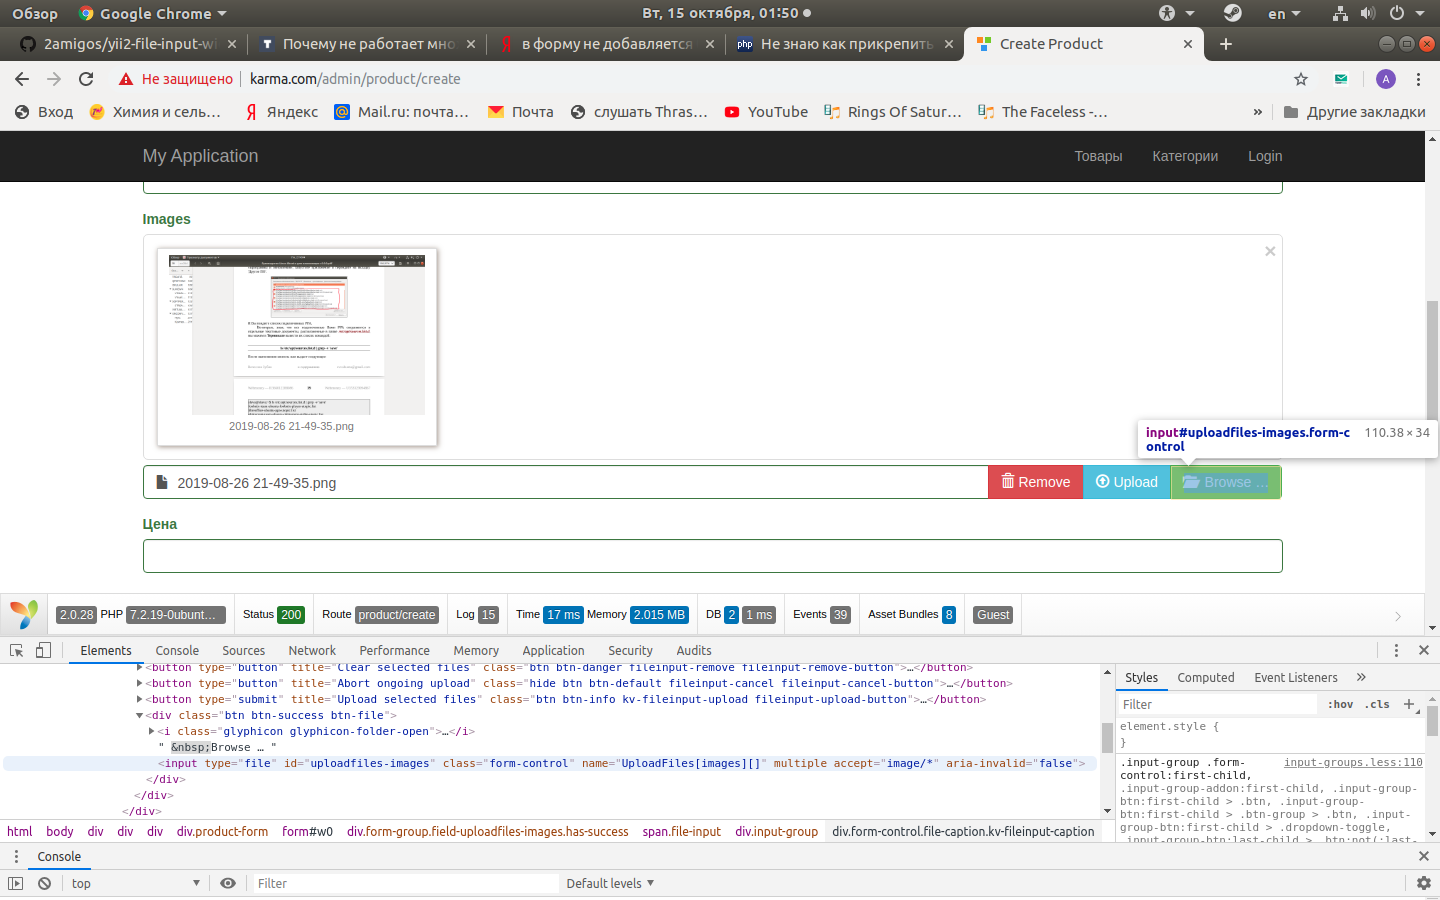 Обзор Google Chrome Вт, 15 октября, 01:50 en
2amigos/yii2-file-input-wi Почему не работает мно в форму не добавляется Не знаю как прикрепить Create Product
Не защищено karma.com/admin/product/create
Вход Химия и сель… Яндекс Mail.ru: почта… Почта слушать Thras… YouTube Rings Of Satur… The Faceless -… » Другие закладки
My Application Товары Категории Login
Images
2019-08-26 21-49-35.png
input#uploadfiles-images.form-c 110.38 × 34
ontrol
2019-08-26 21-49-35.png Remove Upload Browse …
Цена
2.0.28 PHP 7.2.19-0ubunt… Status 200 Route product/create Log 15 Time 17 ms Memory 2.015 MB DB 2 1 ms Events 39 Asset Bundles 8 Guest
Elements Console Sources Network Performance Memory Application Security Audits
<button type="button" title="Clear selected files" class="btn btn-danger fileinput-remove fileinput-remove-button">…</button>
<button type="button" title="Abort ongoing upload" class="hide btn btn-default fileinput-cancel fileinput-cancel-button">…</button>
<button type="submit" title="Upload selected files" class="btn btn-info kv-fileinput-upload fileinput-upload-button">…</button>
<div class="btn btn-success btn-file">
<i class="glyphicon glyphicon-folder-open">…</i>
" &nbsp;Browse … "
<input type="file" id="uploadfiles-images" class="form-control" name="UploadFiles[images][]" multiple accept="image/*" aria-invalid="false">
</div>
</div>
</div>
html body div div div div.product-form form#w0 div.form-group.field-uploadfiles-images.has-success span.file-input div.input-group div.form-control.file-caption.kv-fileinput-caption
Styles Computed Event Listeners »
Filter :hov .cls +
element.style {
}
.input-group .form- input-groups.less:110
control:first-child,
.input-group-addon:first-child, .input-group-
btn:first-child > .btn, .input-group-
btn:first-child > .btn-group > .btn, .input-
group-btn:first-child > .dropdown-toggle,
.input-group-btn:last-child > .btn:not(:last-
Console
top Filter Default levels